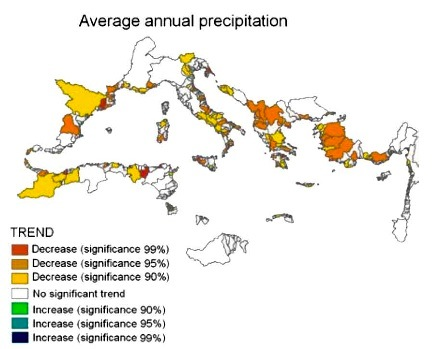 Average annual precipitation
TREND
Decrease (significance 99%)
Decrease (significance 95%)
Decrease (significance 90%)
No significant trend
Increase (significance 90%)
Increase (significance 95%)
Increase (significance 99%)